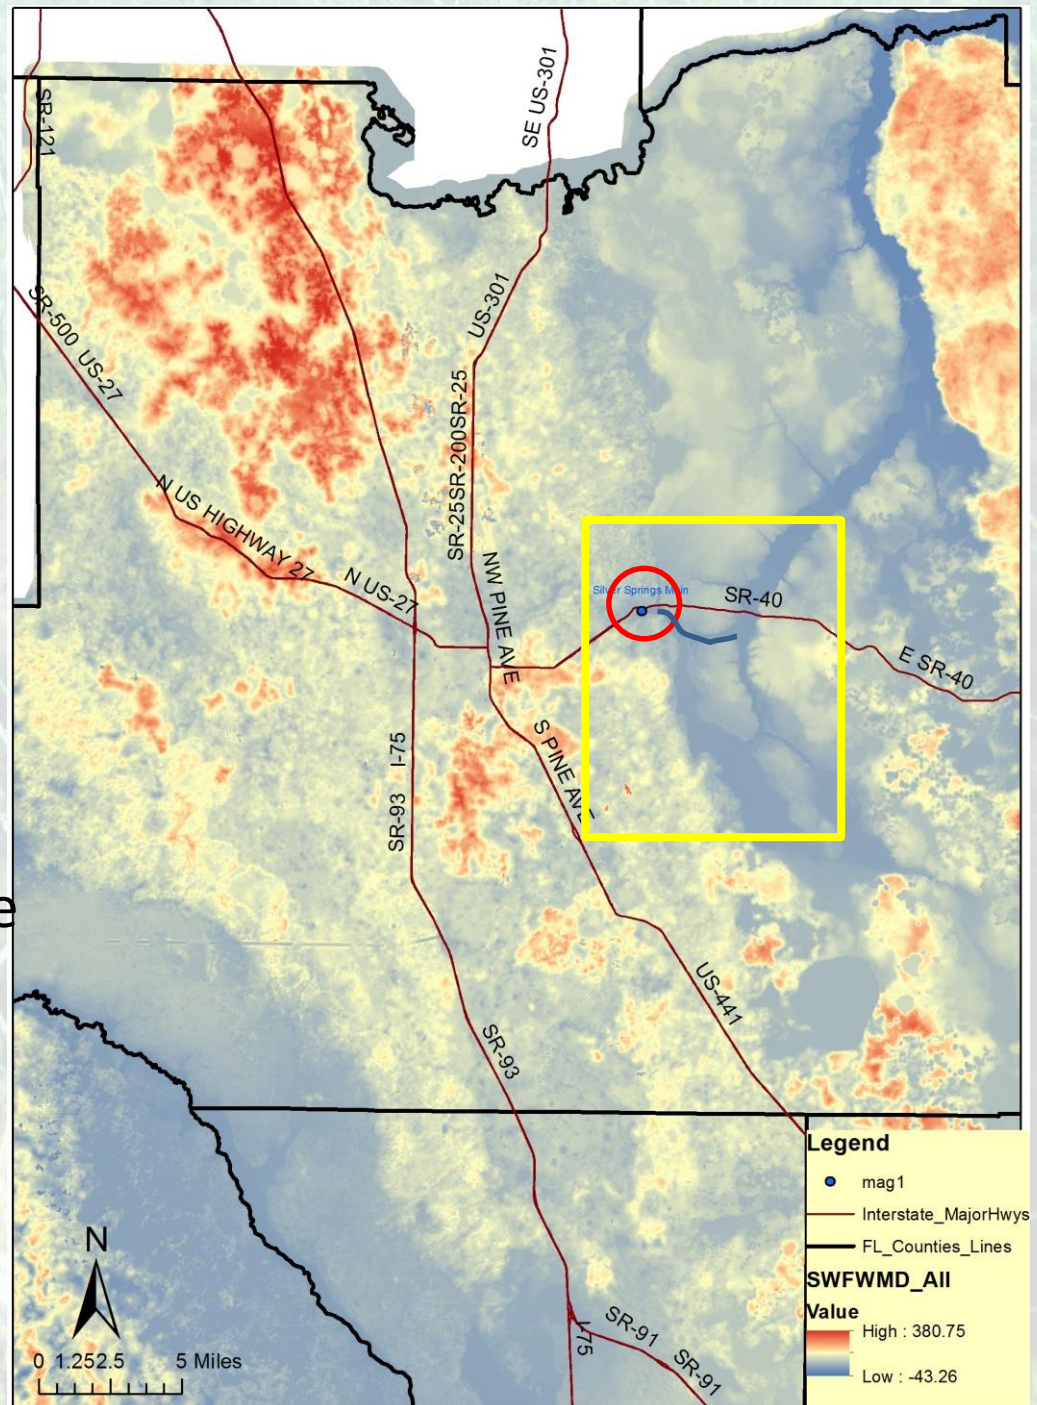 SE US-301
SR-121
US-301
SR-500 US-27
SR-25SR-200SR-25
N US HIGHWAY 27
N US-27
NW PINE AVE
Silver Springs Main
SR-40
E SR-40
S PINE AVE
SR-93 I-75
e
US-441
SR-93
Legend
mag1
Interstate_MajorHwys
FL_Counties_Lines
SWFWMD_All
Value
High : 380.75
Low : -43.26
N
0 1.252.5 5 Miles
I-75
SR-91
SR-91